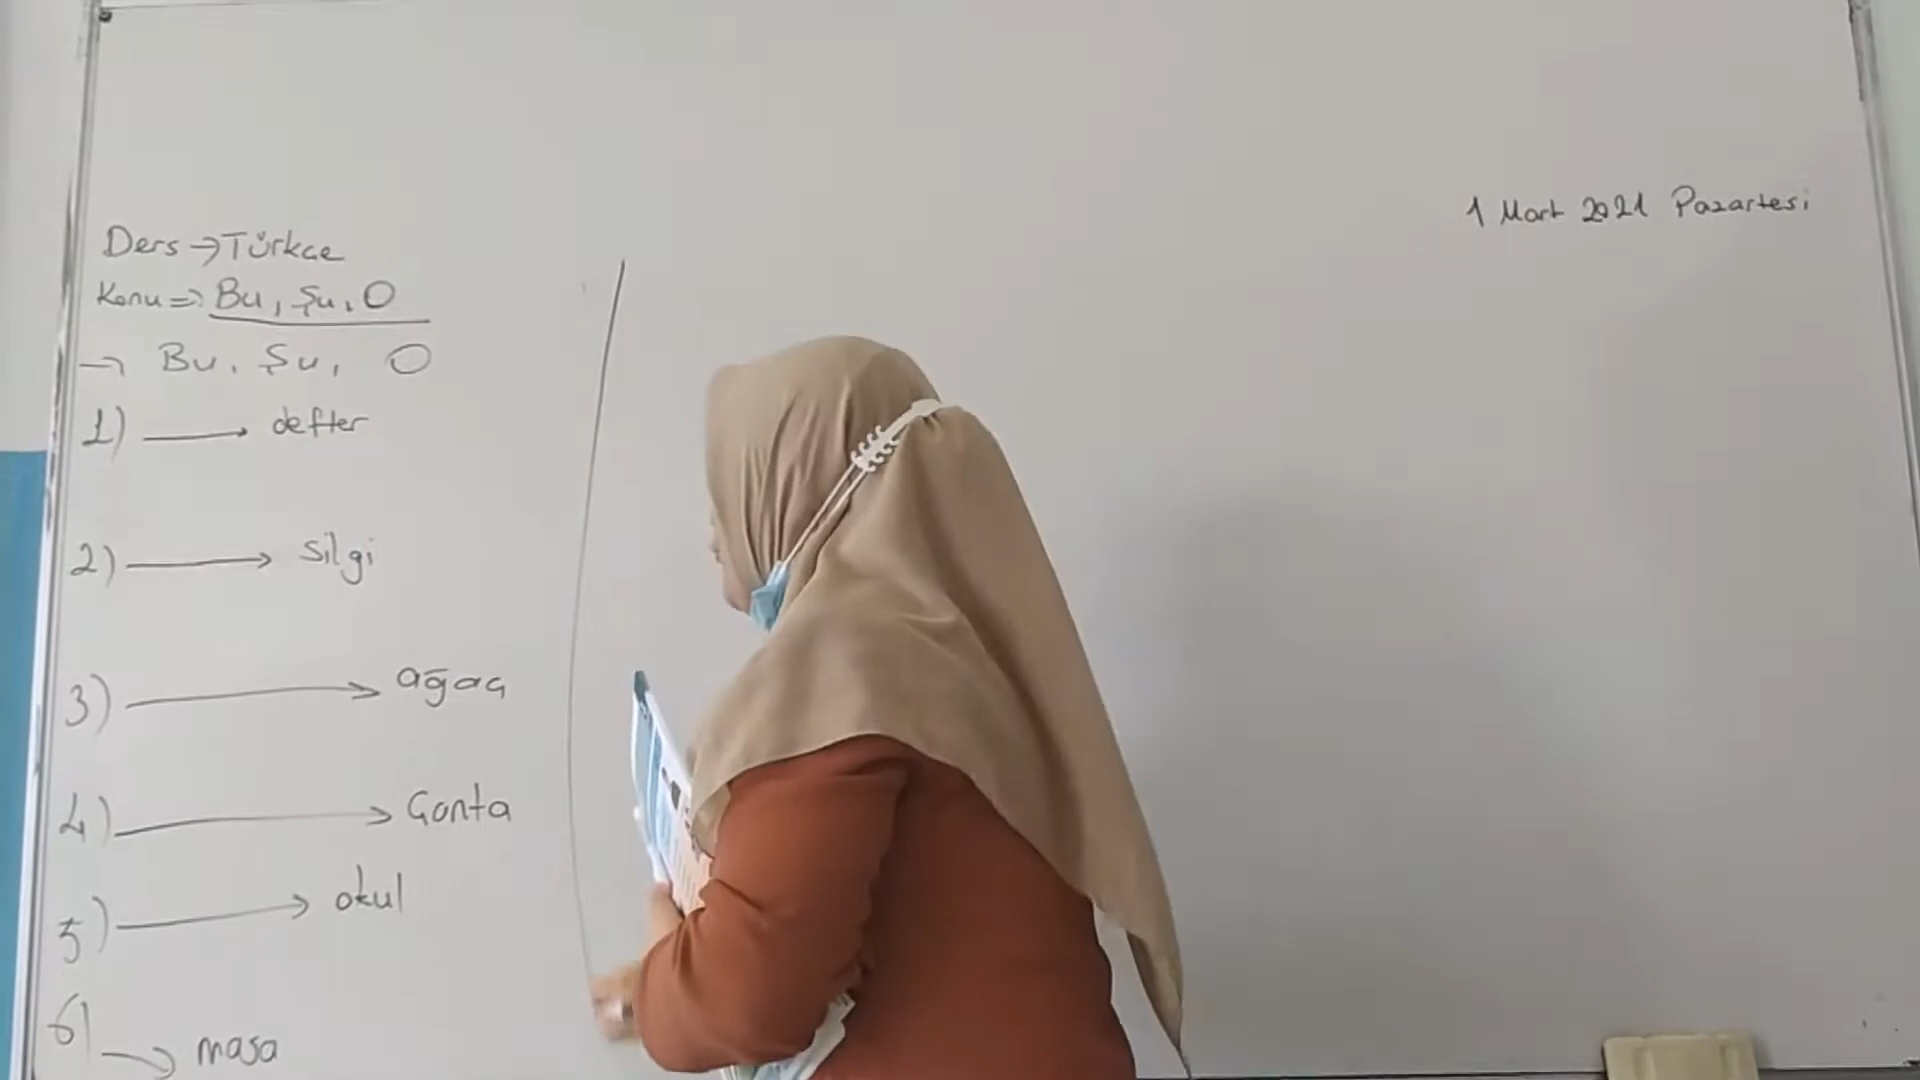 1 Mart 2021 Pazartesi
Ders → Türkçe
Konu => Bu, Şu, O
→ Bu, Şu, O
1) → defter
2) → Silgi
3) → ağaç
4) → Çanta
5) → okul
6) → masa